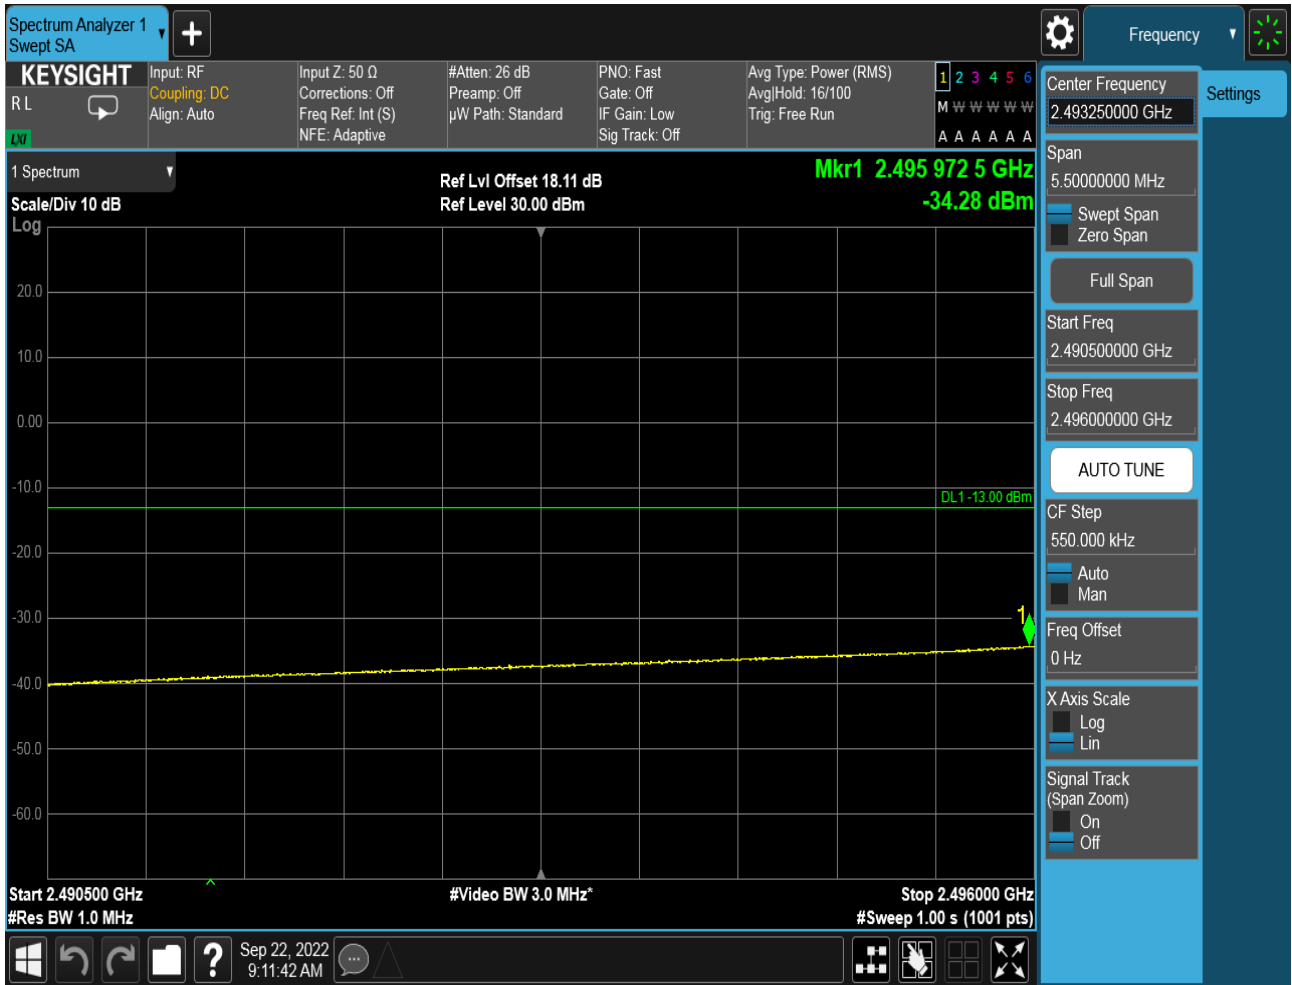 Spectrum Analyzer 1
Swept SA
Frequency
KEYSIGHT
R L
LXI
Input: RF
Coupling: DC
Align: Auto
Input Z: 50 Ω
Corrections: Off
Freq Ref: Int (S)
NFE: Adaptive
#Atten: 26 dB
Preamp: Off
µW Path: Standard
PNO: Fast
Gate: Off
IF Gain: Low
Sig Track: Off
Avg Type: Power (RMS)
Avg|Hold: 16/100
Trig: Free Run
1 2 3 4 5 6
M W W W W W
A A A A A A
1 Spectrum
Scale/Div 10 dB
Log
Ref Lvl Offset 18.11 dB
Ref Level 30.00 dBm
Mkr1 2.495 972 5 GHz
-34.28 dBm
20.0
10.0
0.00
-10.0
-20.0
-30.0
-40.0
-50.0
-60.0
DL1 -13.00 dBm
1
Start 2.490500 GHz
#Res BW 1.0 MHz
#Video BW 3.0 MHz*
Stop 2.496000 GHz
#Sweep 1.00 s (1001 pts)
Center Frequency
2.493250000 GHz
Settings
Span
5.50000000 MHz
Swept Span
Zero Span
Full Span
Start Freq
2.490500000 GHz
Stop Freq
2.496000000 GHz
AUTO TUNE
CF Step
550.000 kHz
Auto
Man
Freq Offset
0 Hz
X Axis Scale
Log
Lin
Signal Track
(Span Zoom)
On
Off
?
Sep 22, 2022
9:11:42 AM